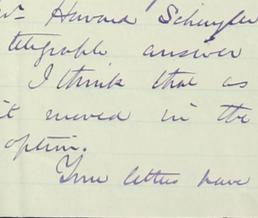 Howard Schuyler
telegraph answer
I think that as
it moved in the
option.
Your letters have